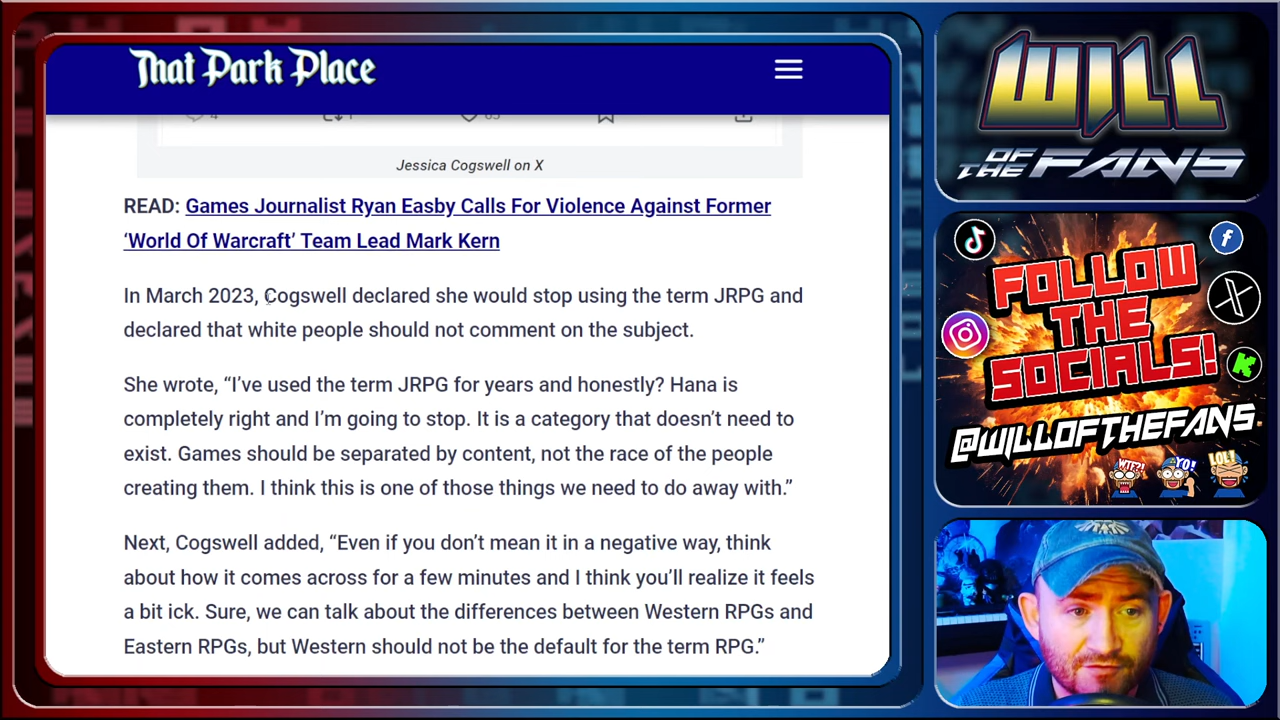 That Park Place
Jessica Cogswell on X
READ: Games Journalist Ryan Easby Calls For Violence Against Former
‘World Of Warcraft’ Team Lead Mark Kern
In March 2023, Cogswell declared she would stop using the term JRPG and
declared that white people should not comment on the subject.
She wrote, “I’ve used the term JRPG for years and honestly? Hana is
completely right and I’m going to stop. It is a category that doesn’t need to
exist. Games should be separated by content, not the race of the people
creating them. I think this is one of those things we need to do away with.”
Next, Cogswell added, “Even if you don’t mean it in a negative way, think
about how it comes across for a few minutes and I think you’ll realize it feels
a bit ick. Sure, we can talk about the differences between Western RPGs and
Eastern RPGs, but Western should not be the default for the term RPG.”
WILL
OF THE FANS
FOLLOW
THE
SOCIALS!
@WILLOFTHEFANS
WTF?!
YO!
LOL!